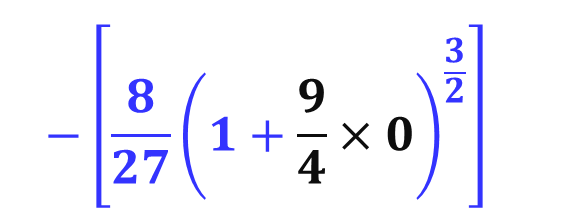 − [ 8/27 ( 1 + 9/4 × 0 )^(3/2) ]